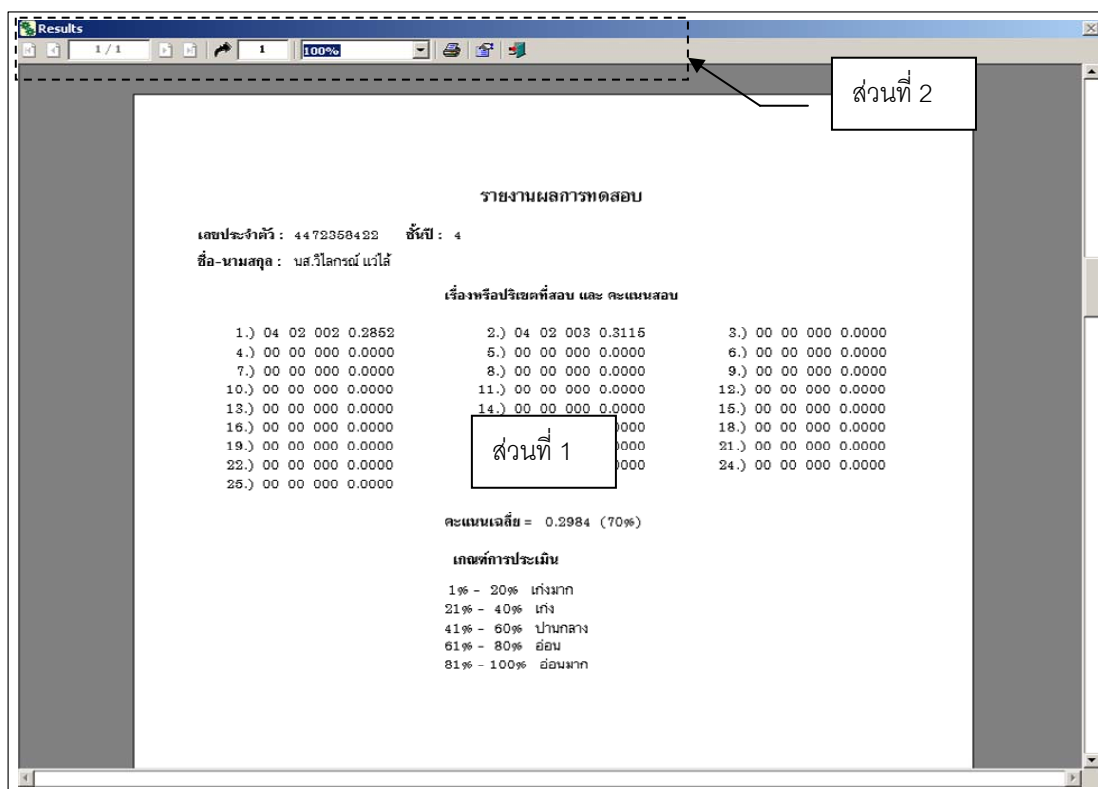 Results
1 / 1 1 100%
ส่วนที่ 2
รายงานผลการทดสอบ
เลขประจำตัว : 4472358422 ชั้นปี : 4
ชื่อ-นามสกุล : นส.วิไลกรณ์ แวไล้
เรื่องหรือปริเขตที่สอบ และ คะแนนสอบ
1.) 04 02 002 0.2852 2.) 04 02 003 0.3115 3.) 00 00 000 0.0000
4.) 00 00 000 0.0000 5.) 00 00 000 0.0000 6.) 00 00 000 0.0000
7.) 00 00 000 0.0000 8.) 00 00 000 0.0000 9.) 00 00 000 0.0000
10.) 00 00 000 0.0000 11.) 00 00 000 0.0000 12.) 00 00 000 0.0000
13.) 00 00 000 0.0000 14.) 00 00 000 0.0000 15.) 00 00 000 0.0000
16.) 00 00 000 0.0000 0000 18.) 00 00 000 0.0000
ส่วนที่ 1
19.) 00 00 000 0.0000 0000 21.) 00 00 000 0.0000
22.) 00 00 000 0.0000 0000 24.) 00 00 000 0.0000
25.) 00 00 000 0.0000
คะแนนเฉลี่ย = 0.2984 (70%)
เกณฑ์การประเมิน
1% - 20% เก่งมาก
21% - 40% เก่ง
41% - 60% ปานกลาง
61% - 80% อ่อน
81% - 100% อ่อนมาก